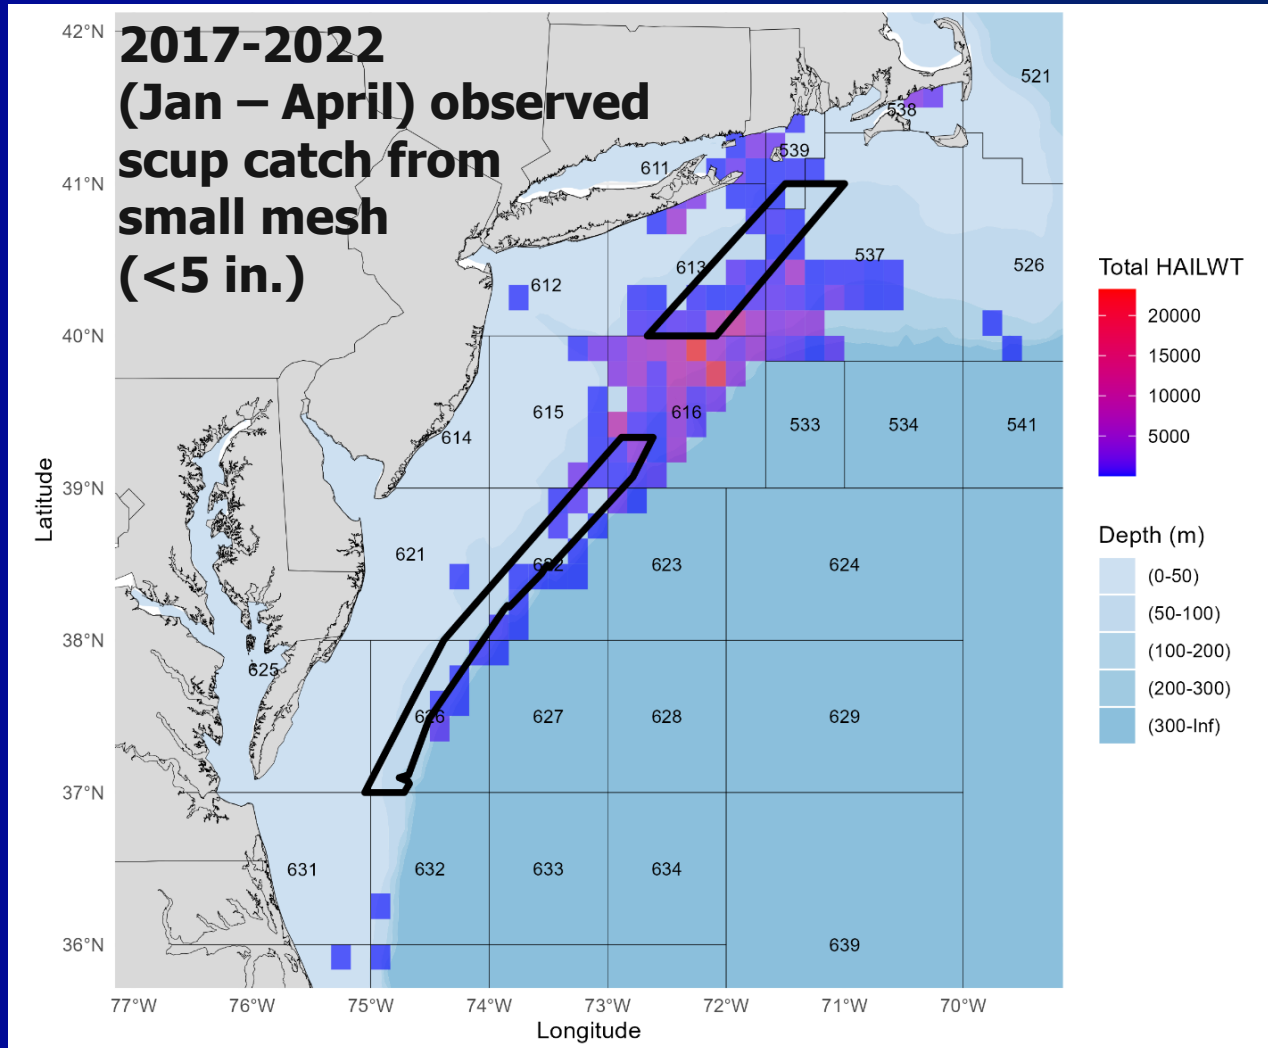 2017-2022
(Jan – April) observed
scup catch from
small mesh
(<5 in.)
42°N
41°N
40°N
39°N
38°N
37°N
36°N
Latitude
521
538
539
611
537
526
613
612
615
616
614
533
534
541
621
622
623
624
625
626
627
628
629
631
632
633
634
639
77°W
76°W
75°W
74°W
73°W
72°W
71°W
70°W
Longitude
Total HAILWT
20000
15000
10000
5000
Depth (m)
(0-50)
(50-100)
(100-200)
(200-300)
(300-Inf)